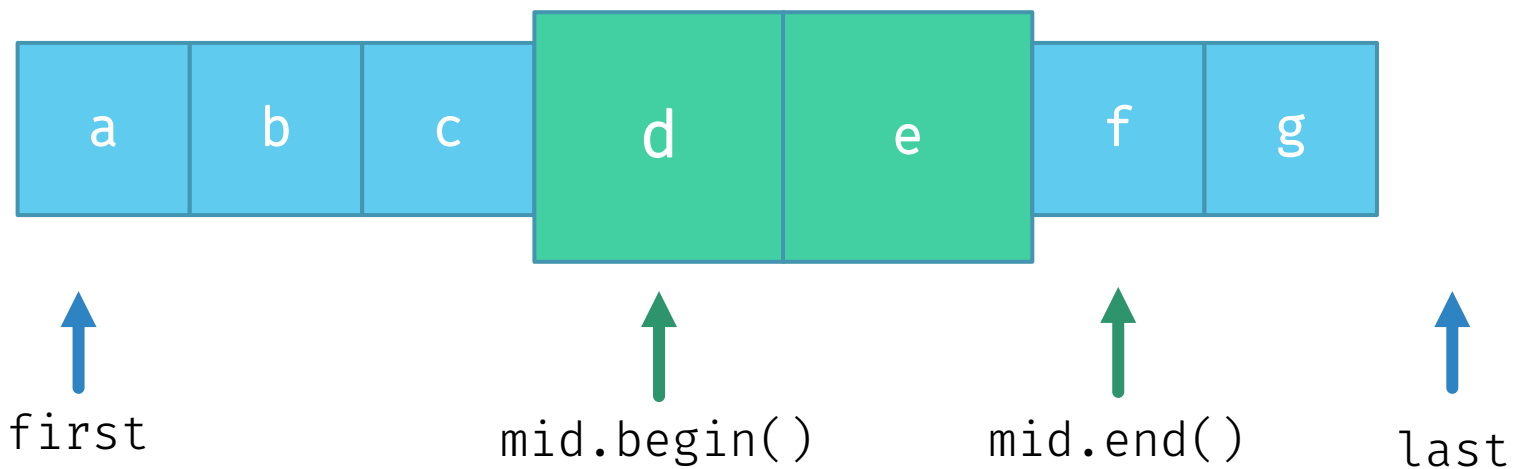 a b c d e f g
first mid.begin() mid.end() last